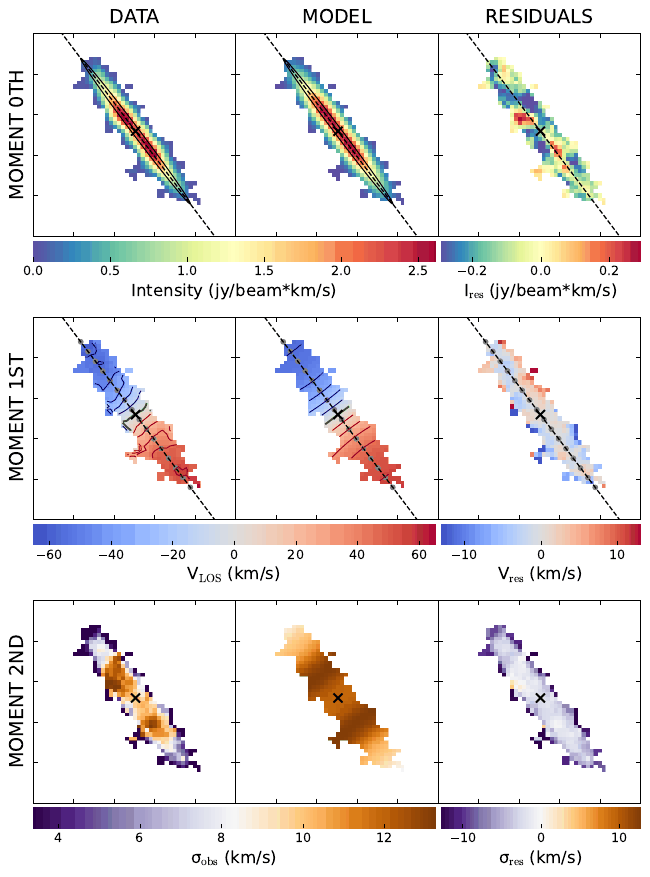 DATA MODEL RESIDUALS
MOMENT 0TH
0.0 0.5 1.0 1.5 2.0 2.5 −0.2 0.0 0.2
Intensity (jy/beam*km/s) I_res (jy/beam*km/s)
MOMENT 1ST
−60 −40 −20 0 20 40 60 −10 0 10
V_LOS (km/s) V_res (km/s)
MOMENT 2ND
4 6 8 10 12 −10 0 10
σ_obs (km/s) σ_res (km/s)